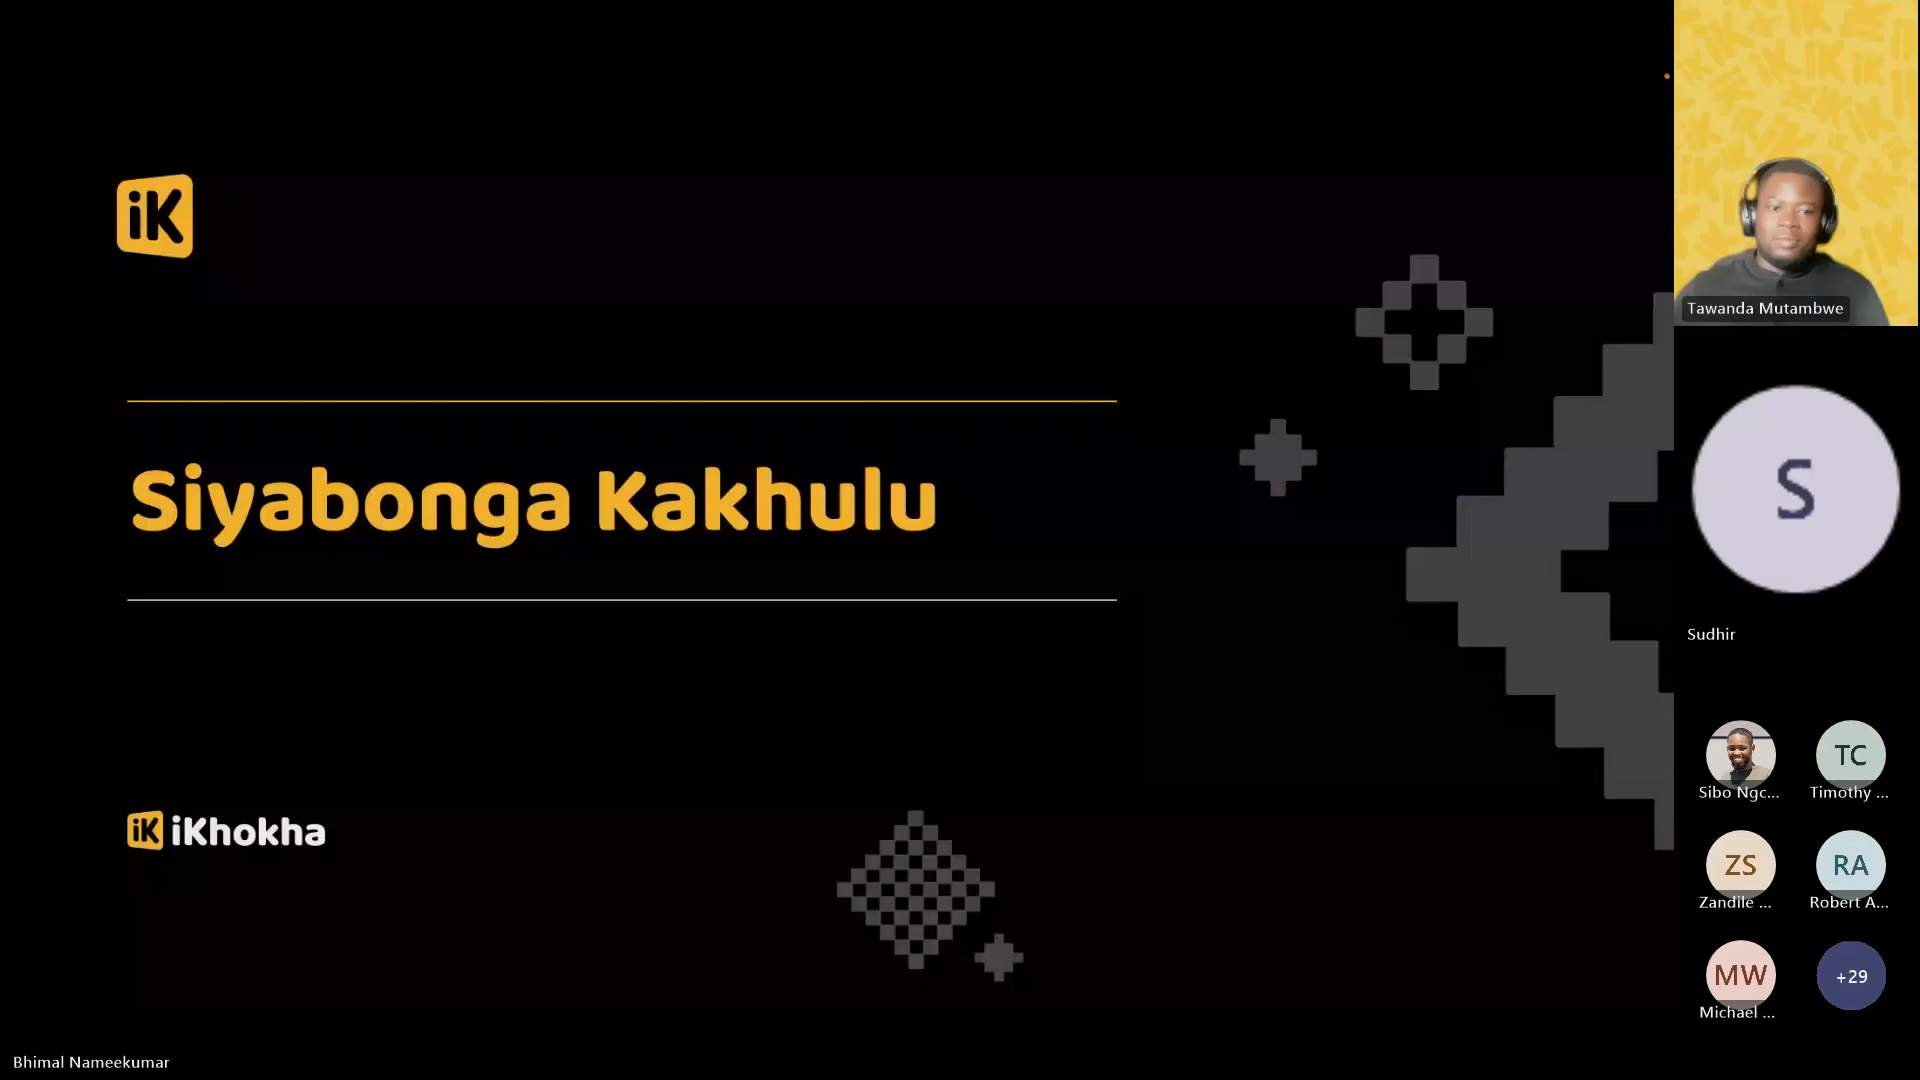 iK
Siyabonga Kakhulu
iK iKhokha
Bhimal Nameekumar
Tawanda Mutambwe
S
Sudhir
Sibo Ngc...
TC
Timothy ...
ZS
Zandile ...
RA
Robert A...
MW
Michael ...
+29